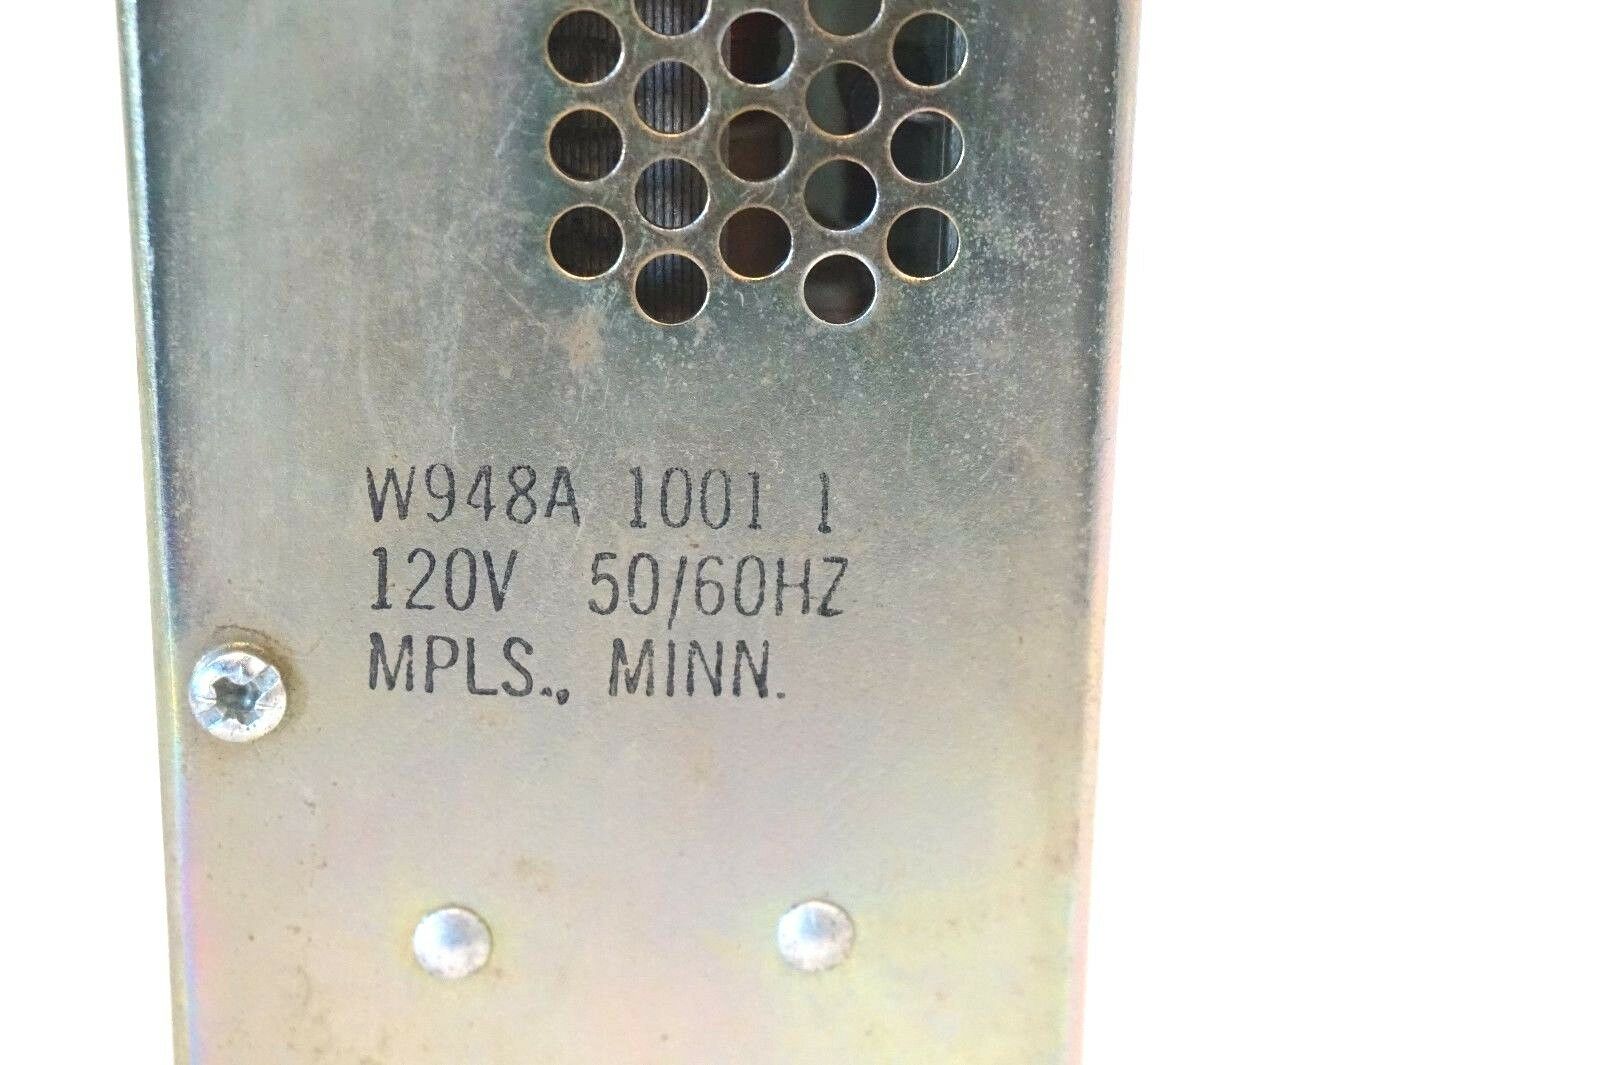 W948A 1001 1
120V 50/60HZ
MPLS., MINN.